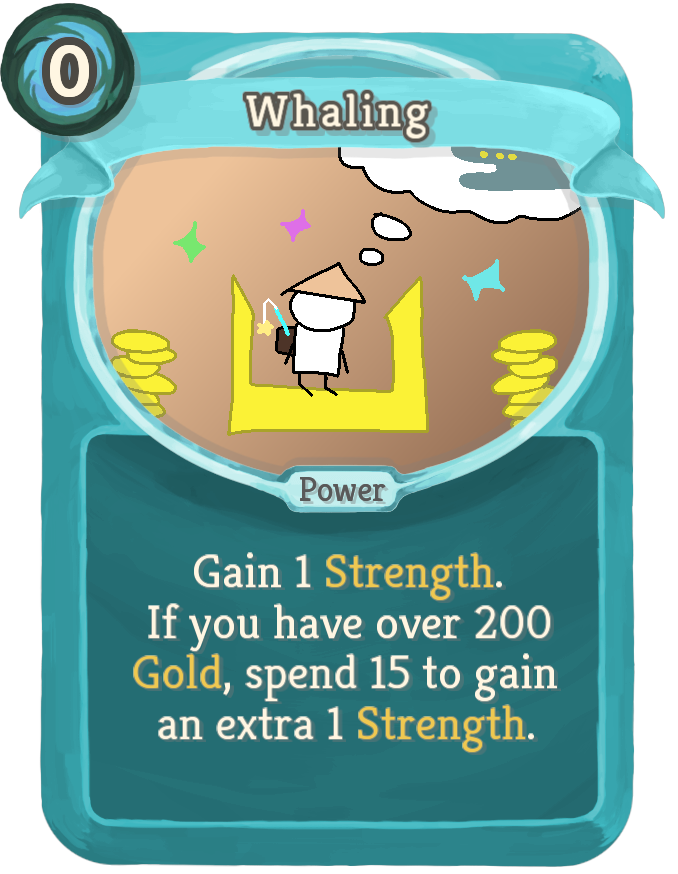 0
Whaling
Power
Gain 1 Strength.
If you have over 200
Gold, spend 15 to gain
an extra 1 Strength.